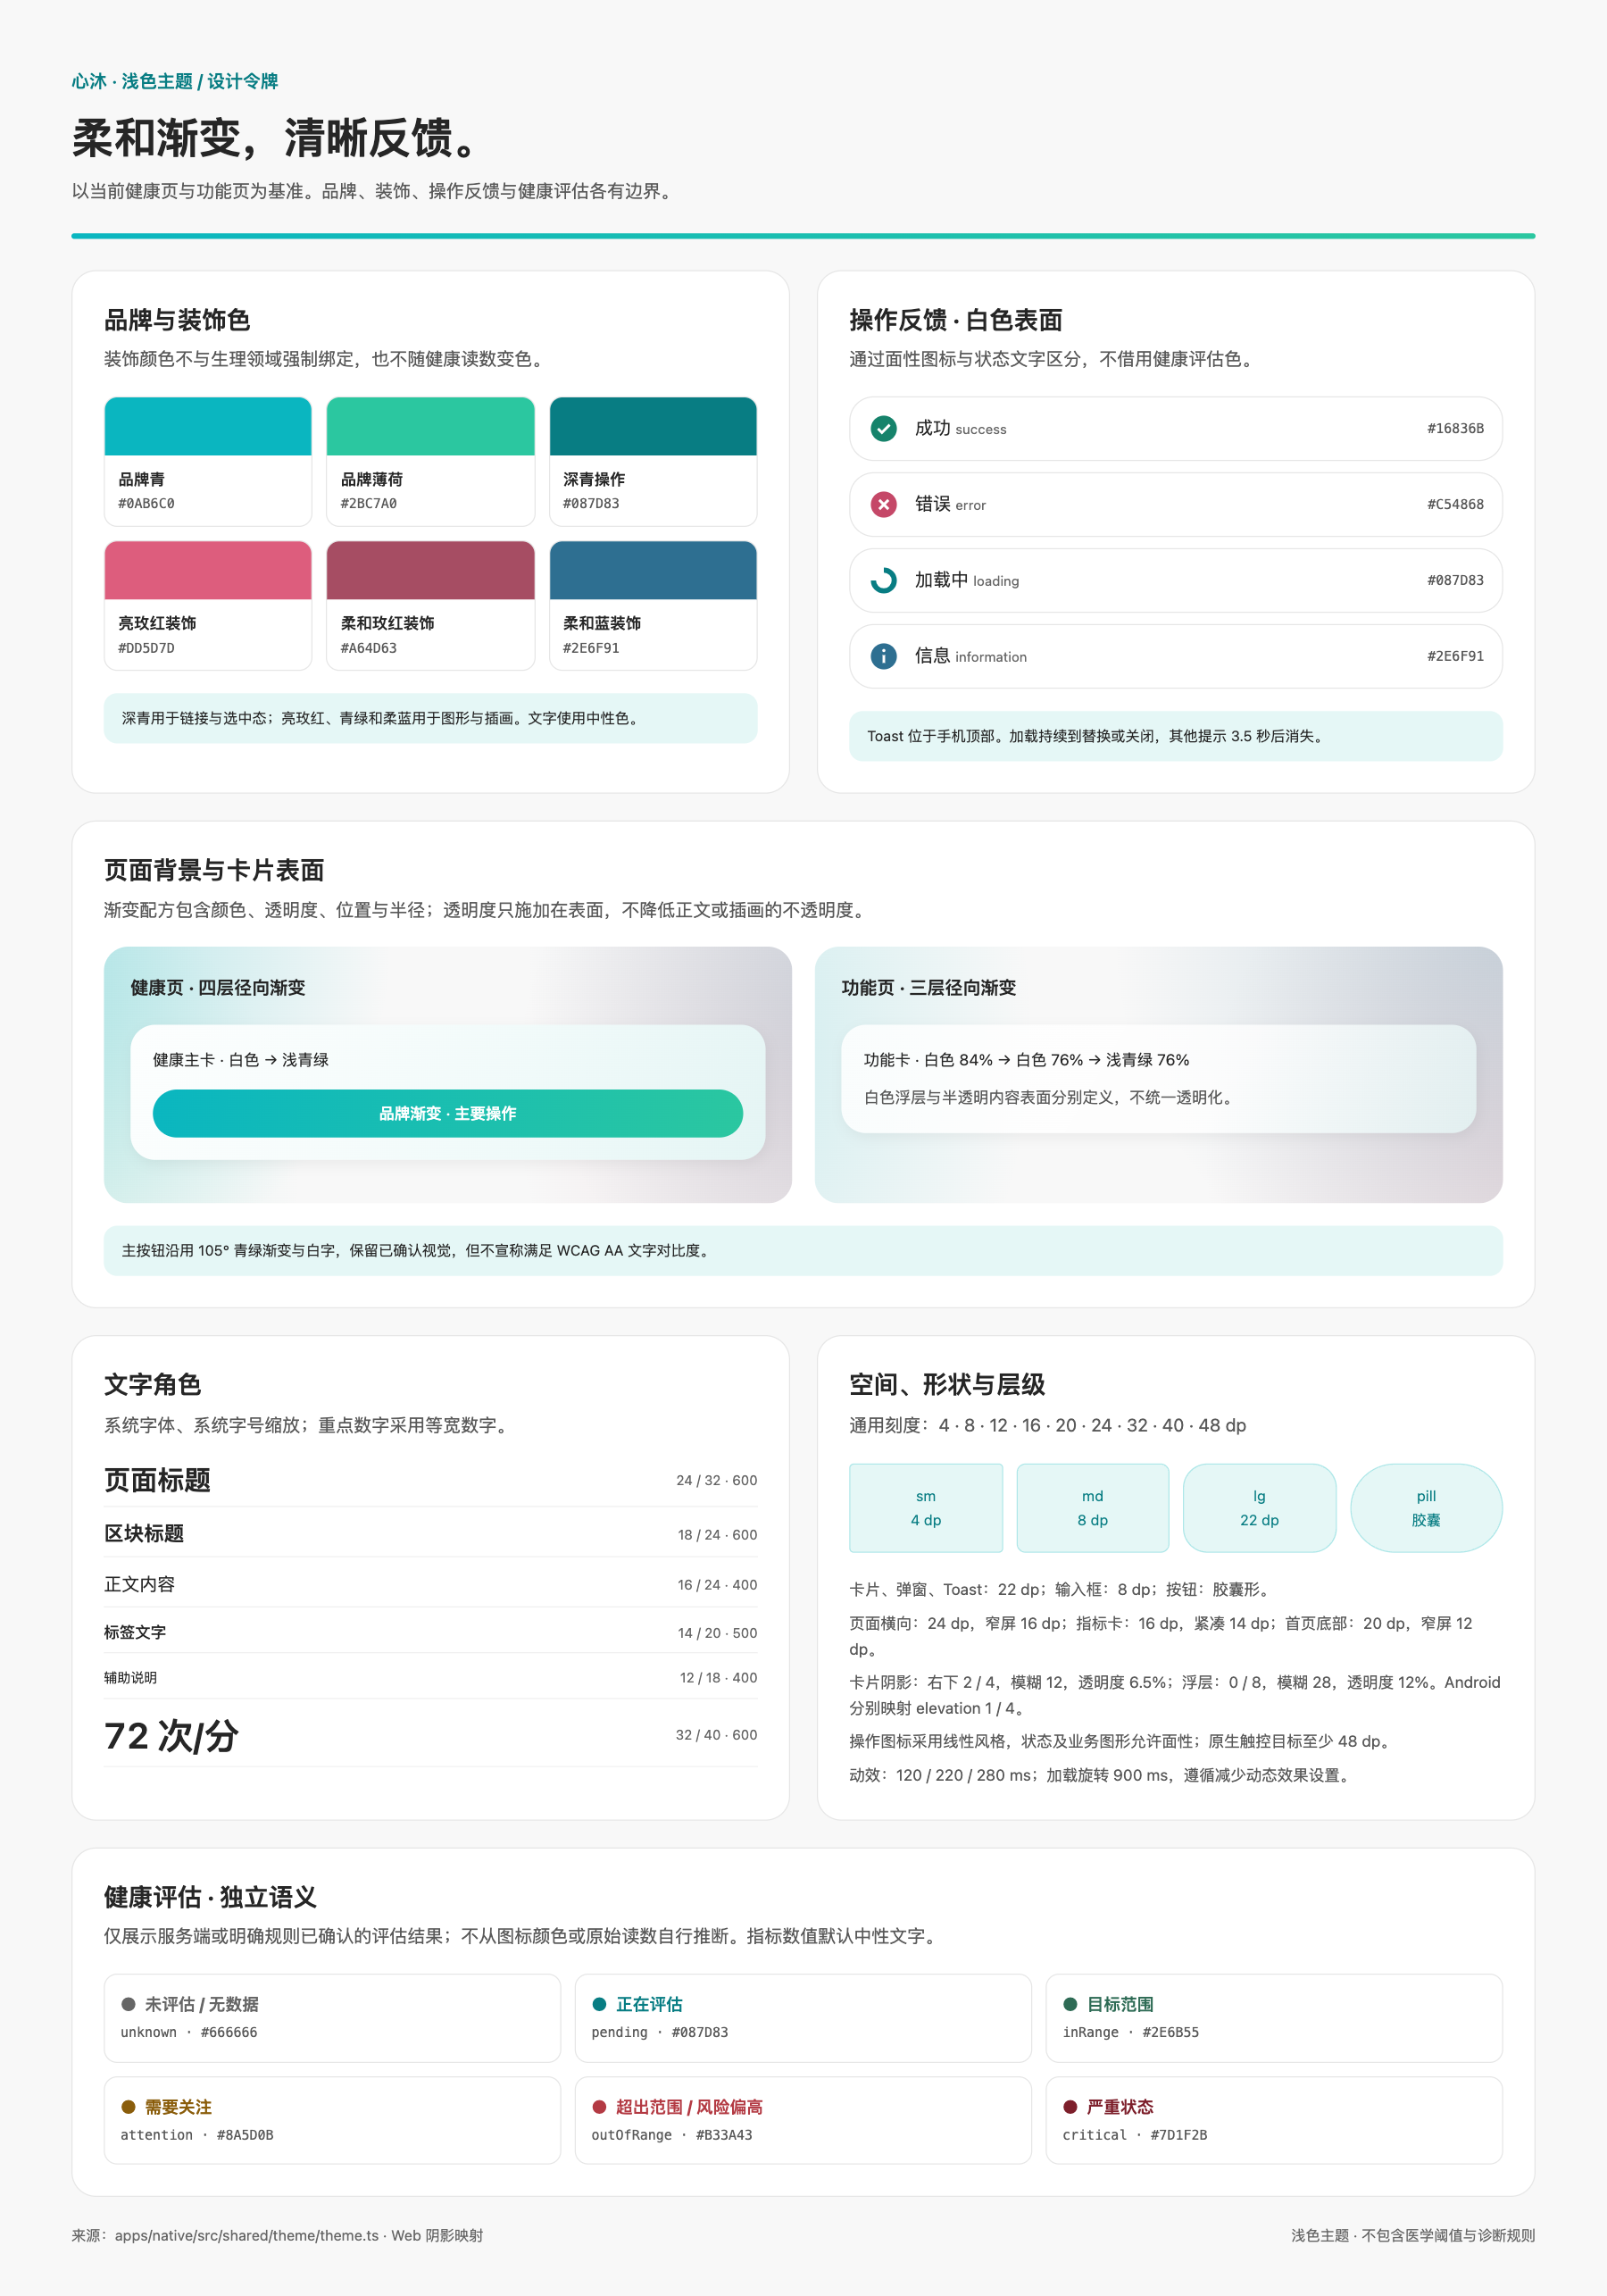 心沐 · 浅色主题 / 设计令牌
柔和渐变，清晰反馈。
以当前健康页与功能页为基准。品牌、装饰、操作反馈与健康评估各有边界。
品牌与装饰色
装饰颜色不与生理领域强制绑定，也不随健康读数变色。
品牌青
#0AB6C0
品牌薄荷
#2BC7A0
深青操作
#087D83
亮玫红装饰
#DD5D7D
柔和玫红装饰
#A64D63
柔和蓝装饰
#2E6F91
深青用于链接与选中态；亮玫红、青绿和柔蓝用于图形与插画。文字使用中性色。
操作反馈 · 白色表面
通过面性图标与状态文字区分，不借用健康评估色。
成功 success #16836B
错误 error #C54868
加载中 loading #087D83
信息 information #2E6F91
Toast 位于手机顶部。加载持续到替换或关闭，其他提示 3.5 秒后消失。
页面背景与卡片表面
渐变配方包含颜色、透明度、位置与半径；透明度只施加在表面，不降低正文或插画的不透明度。
健康页 · 四层径向渐变
健康主卡 · 白色 → 浅青绿
品牌渐变 · 主要操作
功能页 · 三层径向渐变
功能卡 · 白色 84% → 白色 76% → 浅青绿 76%
白色浮层与半透明内容表面分别定义，不统一透明化。
主按钮沿用 105° 青绿渐变与白字，保留已确认视觉，但不宣称满足 WCAG AA 文字对比度。
文字角色
系统字体、系统字号缩放；重点数字采用等宽数字。
页面标题 24 / 32 · 600
区块标题 18 / 24 · 600
正文内容 16 / 24 · 400
标签文字 14 / 20 · 500
辅助说明 12 / 18 · 400
72 次/分 32 / 40 · 600
空间、形状与层级
通用刻度：4 · 8 · 12 · 16 · 20 · 24 · 32 · 40 · 48 dp
sm
4 dp
md
8 dp
lg
22 dp
pill
胶囊
卡片、弹窗、Toast：22 dp；输入框：8 dp；按钮：胶囊形。
页面横向：24 dp，窄屏 16 dp；指标卡：16 dp，紧凑 14 dp；首页底部：20 dp，窄屏 12
dp。
卡片阴影：右下 2 / 4，模糊 12，透明度 6.5%；浮层：0 / 8，模糊 28，透明度 12%。Android
分别映射 elevation 1 / 4。
操作图标采用线性风格，状态及业务图形允许面性；原生触控目标至少 48 dp。
动效：120 / 220 / 280 ms；加载旋转 900 ms，遵循减少动态效果设置。
健康评估 · 独立语义
仅展示服务端或明确规则已确认的评估结果；不从图标颜色或原始读数自行推断。指标数值默认中性文字。
未评估 / 无数据
unknown · #666666
正在评估
pending · #087D83
目标范围
inRange · #2E6B55
需要关注
attention · #8A5D0B
超出范围 / 风险偏高
outOfRange · #B33A43
严重状态
critical · #7D1F2B
来源：apps/native/src/shared/theme/theme.ts · Web 阴影映射
浅色主题 · 不包含医学阈值与诊断规则